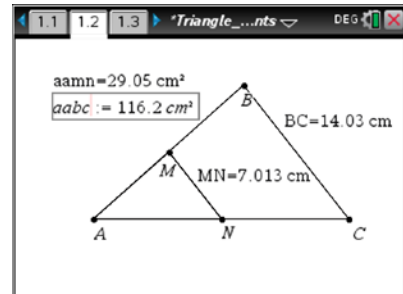 1.1 1.2 1.3 *Triangle_...nts DEG
aamn=29.05 cm²
aabc := 116.2 cm²
B
BC=14.03 cm
M
MN=7.013 cm
A N C